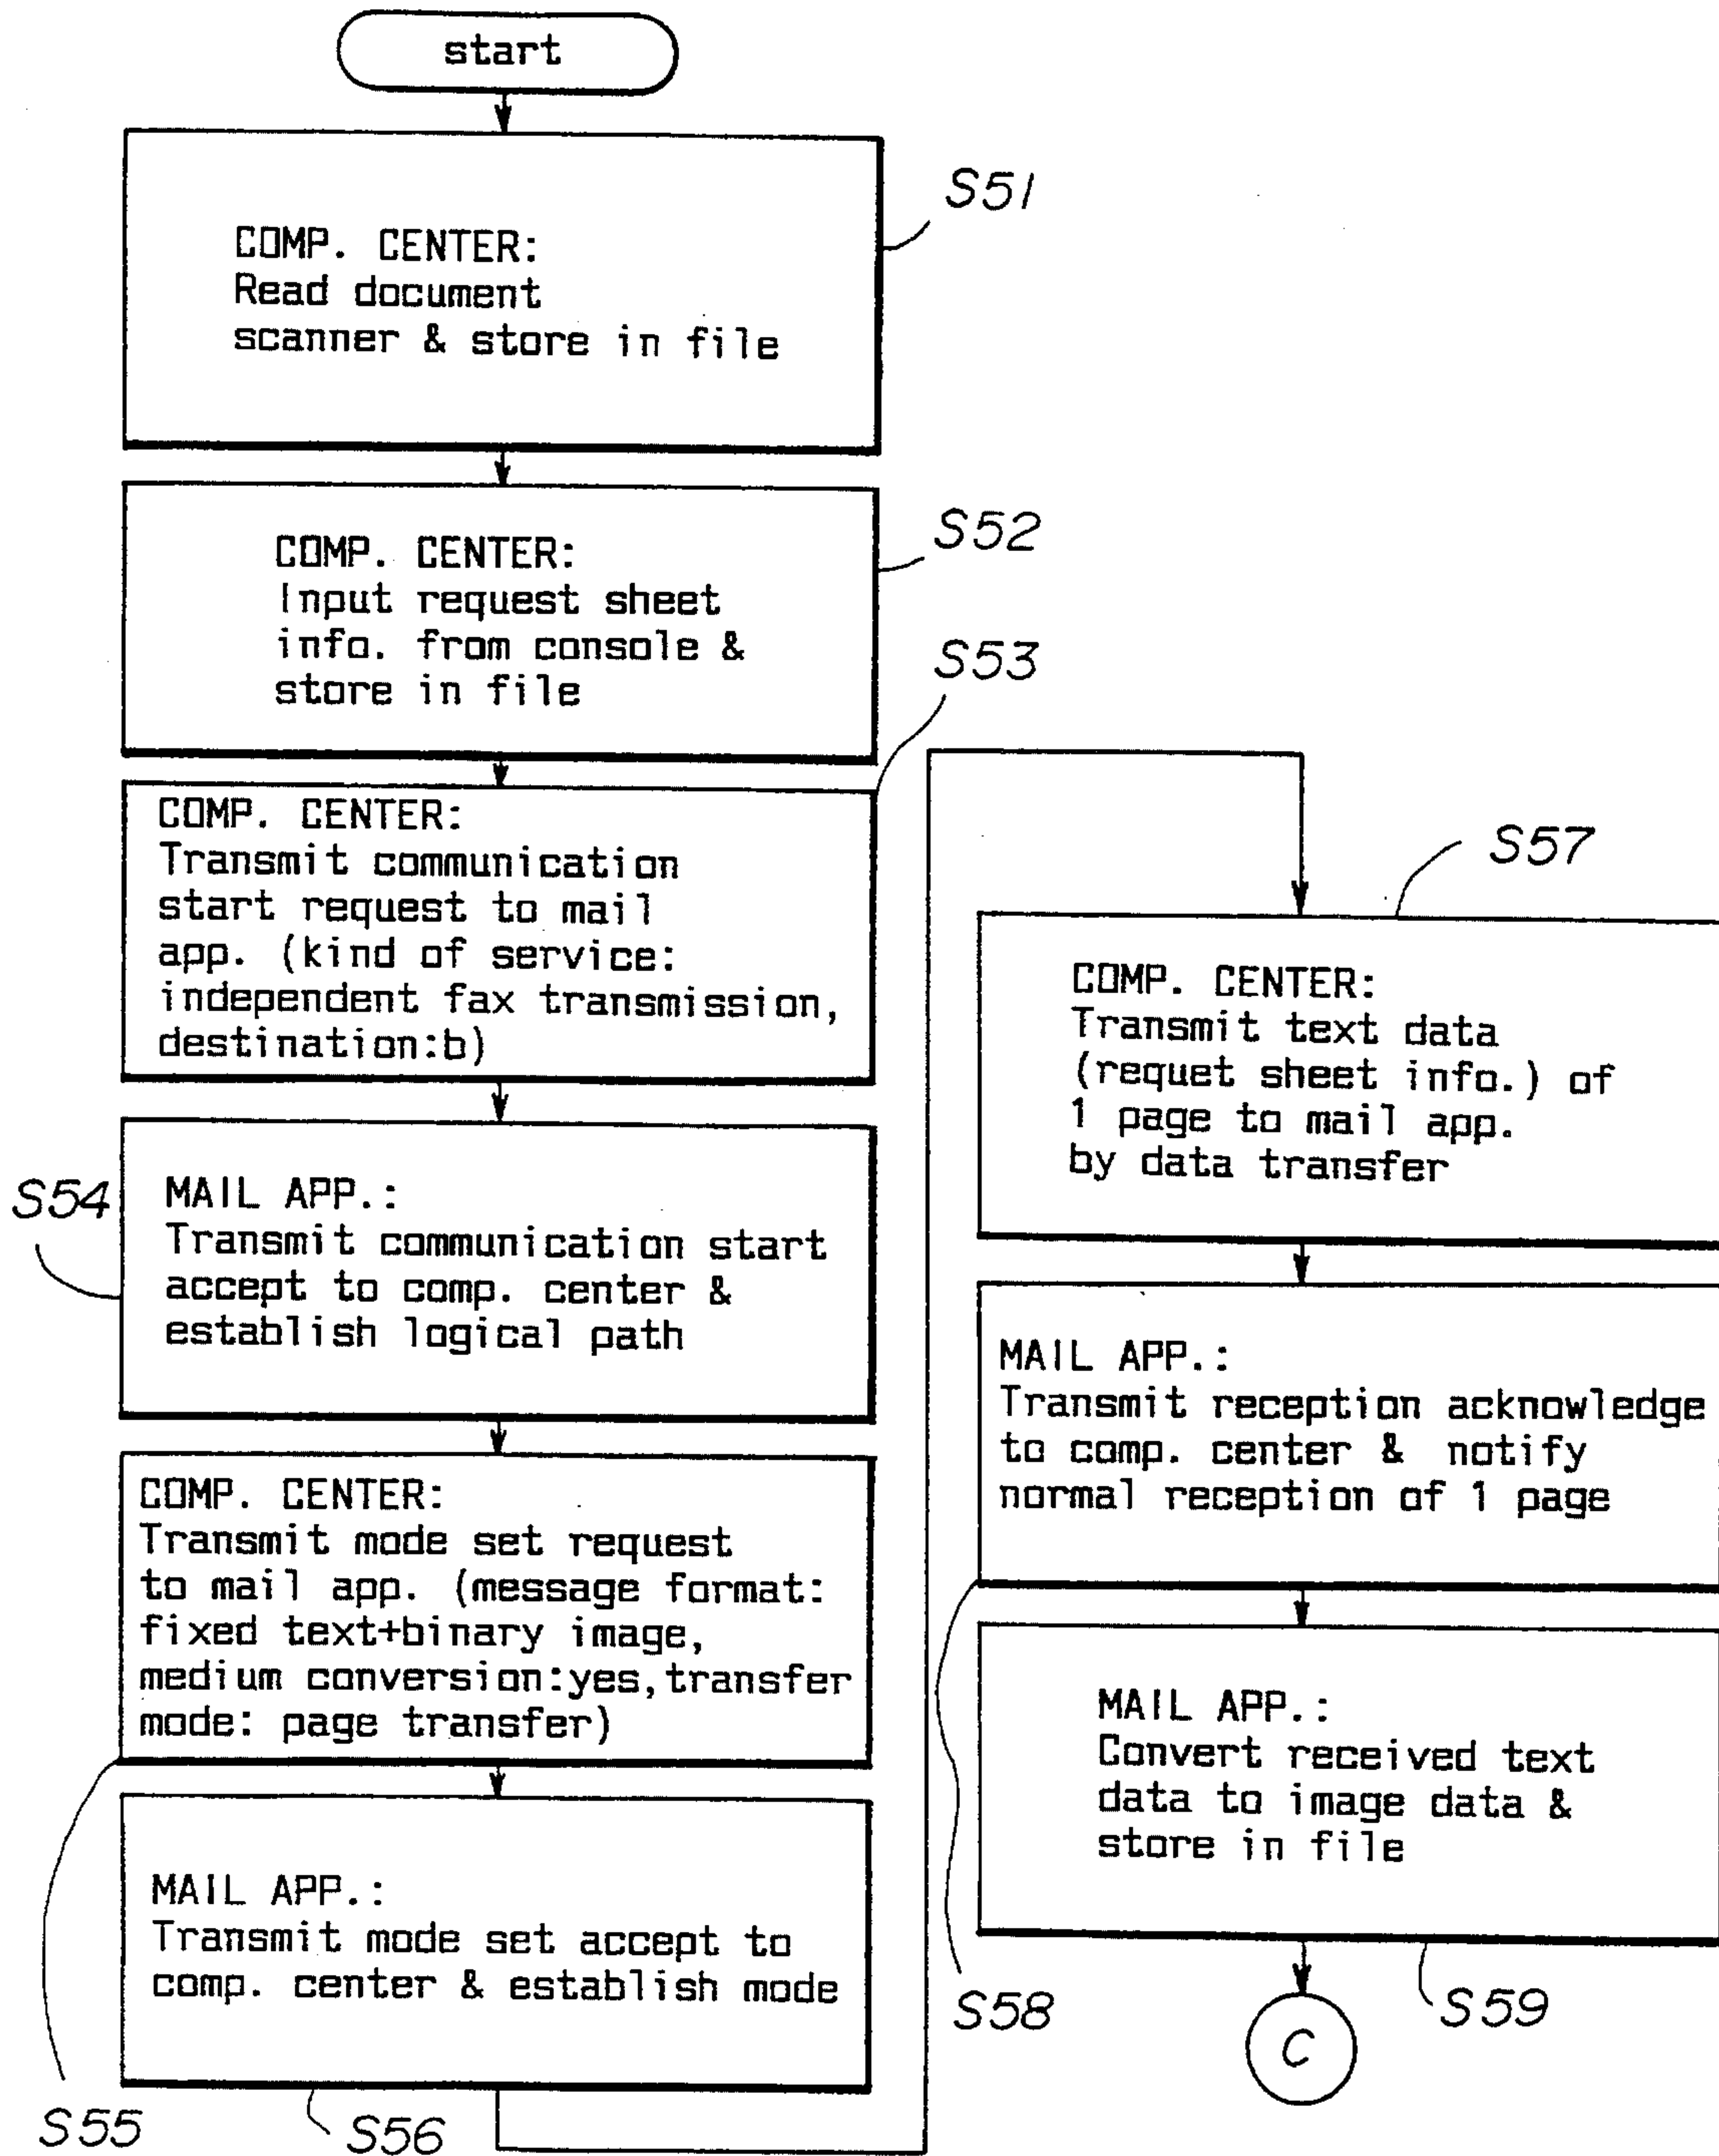 start
COMP. CENTER:
Read document
scanner & store in file
S51
COMP. CENTER:
Input request sheet
info. from console &
store in file
S52
COMP. CENTER:
Transmit communication
start request to mail
app. (kind of service:
independent fax transmission,
destination:b)
S53
MAIL APP.:
Transmit communication start
accept to comp. center &
establish logical path
S54
COMP. CENTER:
Transmit mode set request
to mail app. (message format:
fixed text+binary image,
medium conversion:yes,transfer
mode: page transfer)
S55
MAIL APP.:
Transmit mode set accept to
comp. center & establish mode
S56
COMP. CENTER:
Transmit text data
(requet sheet info.) of
1 page to mail app.
by data transfer
S57
MAIL APP.:
Transmit reception acknowledge
to comp. center & notify
normal reception of 1 page
S58
MAIL APP.:
Convert received text
data to image data &
store in file
S59
C